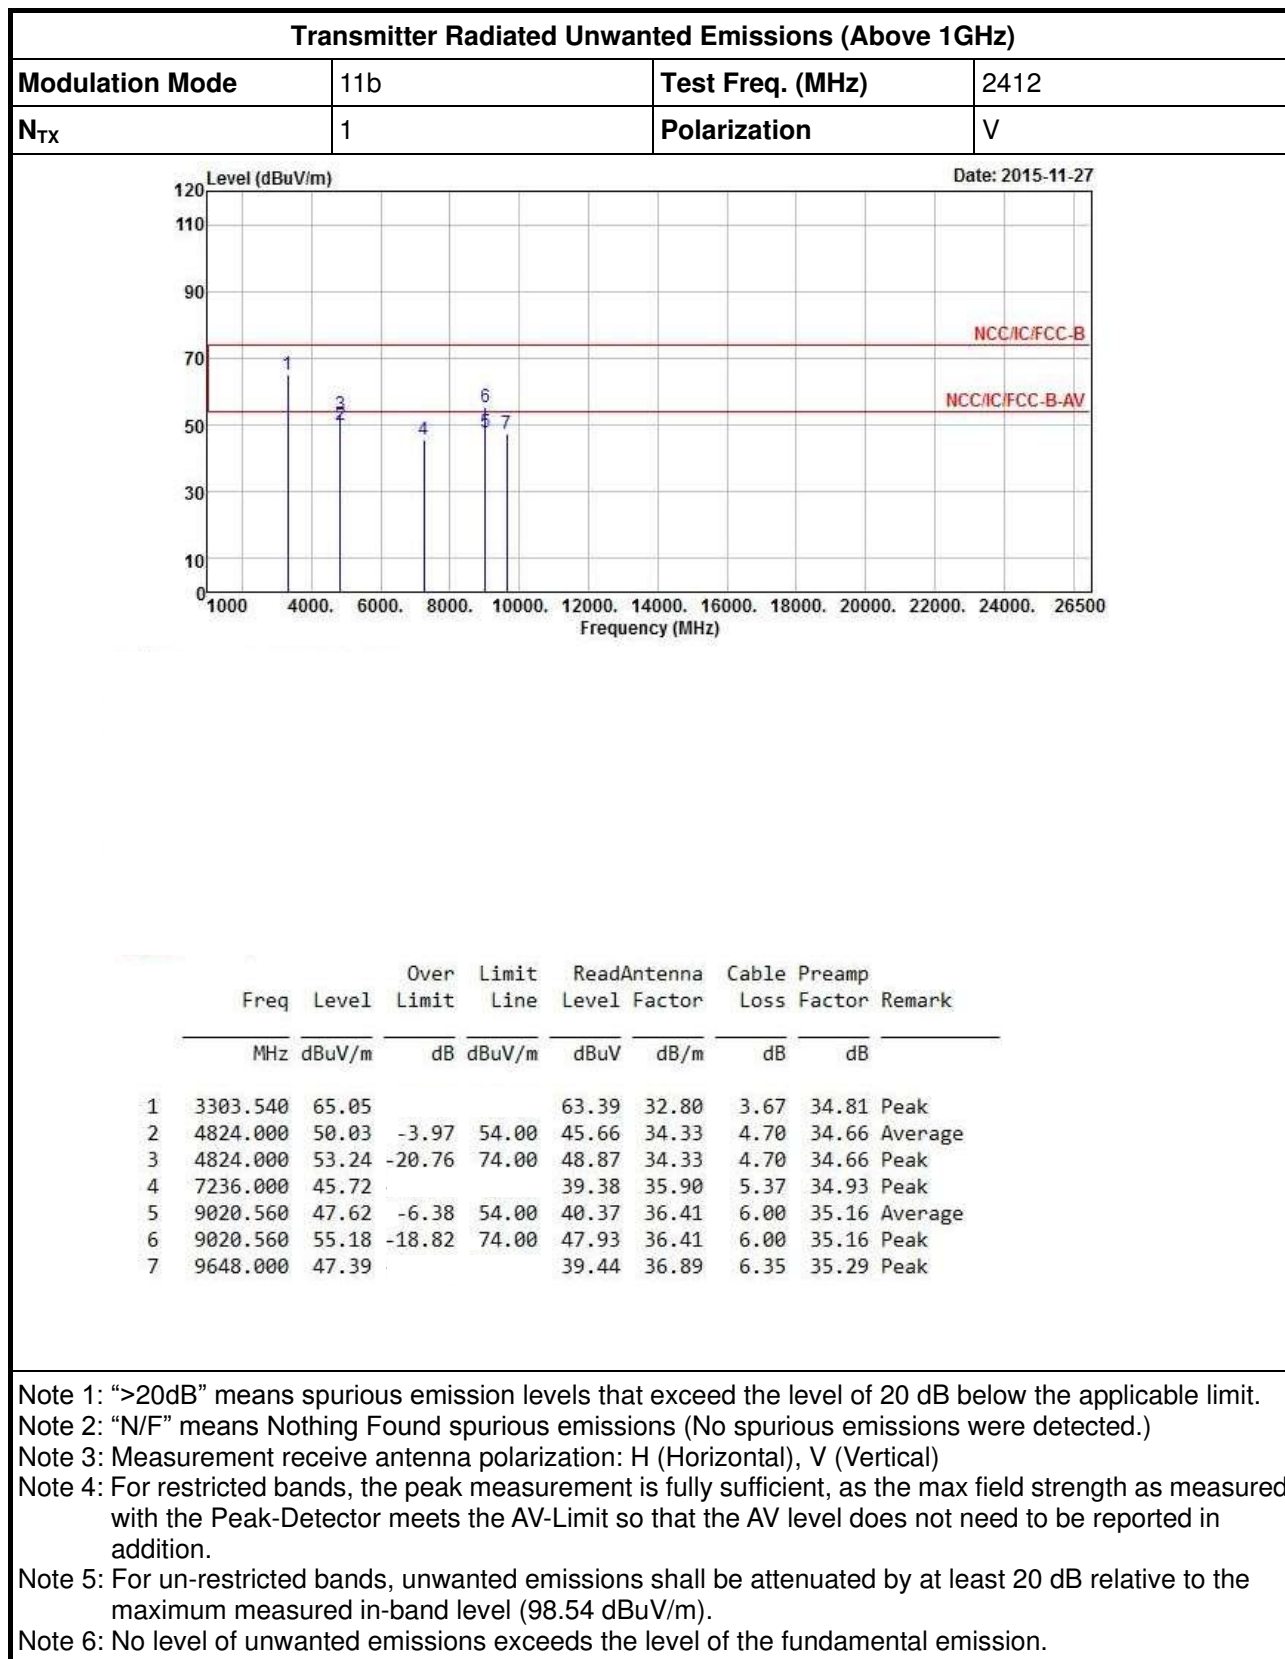 Transmitter Radiated Unwanted Emissions (Above 1GHz)
Modulation Mode 11b Test Freq. (MHz) 2412
NTX 1 Polarization V
Level (dBuV/m) Date: 2015-11-27
120
110
90
NCC/IC/FCC-B
70
1
6
3
NCC/IC/FCC-B-AV
2
50
4 5 7
30
10
0
1000 4000. 6000. 8000. 10000. 12000. 14000. 16000. 18000. 20000. 22000. 24000. 26500
Frequency (MHz)
Over Limit ReadAntenna Cable Preamp
Freq Level Limit Line Level Factor Loss Factor Remark
MHz dBuV/m dB dBuV/m dBuV dB/m dB dB
1 3303.540 65.05 63.39 32.80 3.67 34.81 Peak
2 4824.000 50.03 -3.97 54.00 45.66 34.33 4.70 34.66 Average
3 4824.000 53.24 -20.76 74.00 48.87 34.33 4.70 34.66 Peak
4 7236.000 45.72 39.38 35.90 5.37 34.93 Peak
5 9020.560 47.62 -6.38 54.00 40.37 36.41 6.00 35.16 Average
6 9020.560 55.18 -18.82 74.00 47.93 36.41 6.00 35.16 Peak
7 9648.000 47.39 39.44 36.89 6.35 35.29 Peak
Note 1: “>20dB” means spurious emission levels that exceed the level of 20 dB below the applicable limit.
Note 2: “N/F” means Nothing Found spurious emissions (No spurious emissions were detected.)
Note 3: Measurement receive antenna polarization: H (Horizontal), V (Vertical)
Note 4: For restricted bands, the peak measurement is fully sufficient, as the max field strength as measured
with the Peak-Detector meets the AV-Limit so that the AV level does not need to be reported in
addition.
Note 5: For un-restricted bands, unwanted emissions shall be attenuated by at least 20 dB relative to the
maximum measured in-band level (98.54 dBuV/m).
Note 6: No level of unwanted emissions exceeds the level of the fundamental emission.